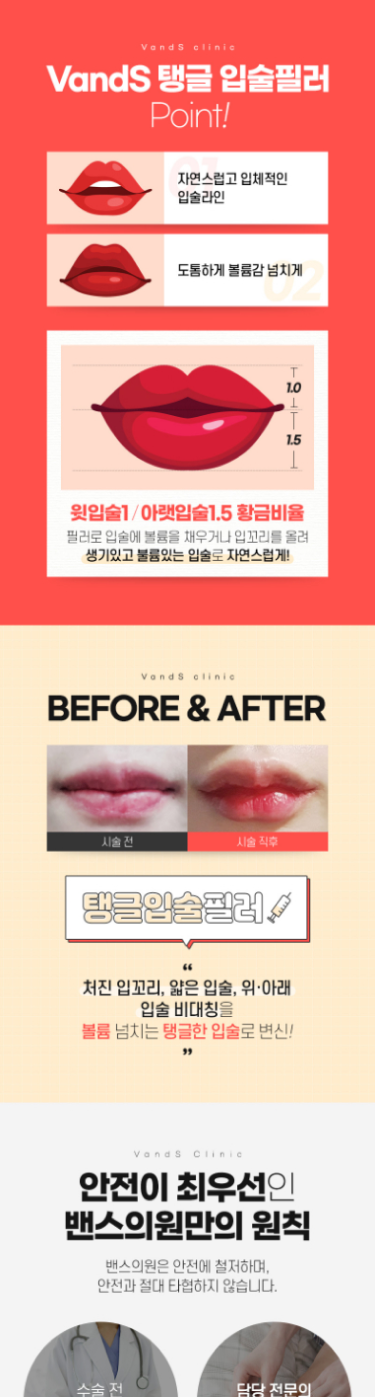 VandS clinic
VandS 탱글 입술필러
Point!
01
자연스럽고 입체적인
입술라인
02
도톰하게 볼륨감 넘치게
1.0
1.5
윗입술1 / 아랫입술1.5 황금비율
필러로 입술에 볼륨을 채우거나 입꼬리를 올려
생기있고 볼륨있는 입술로 자연스럽게!
VandS clinic
BEFORE & AFTER
시술 전
시술 직후
탱글입술필러
“
처진 입꼬리, 얇은 입술, 위·아래
입술 비대칭을
볼륨 넘치는 탱글한 입술로 변신!
”
VandS Clinic
안전이 최우선인
밴스의원만의 원칙
밴스의원은 안전에 철저하며,
안전과 절대 타협하지 않습니다.
수술 전
담당 전문의